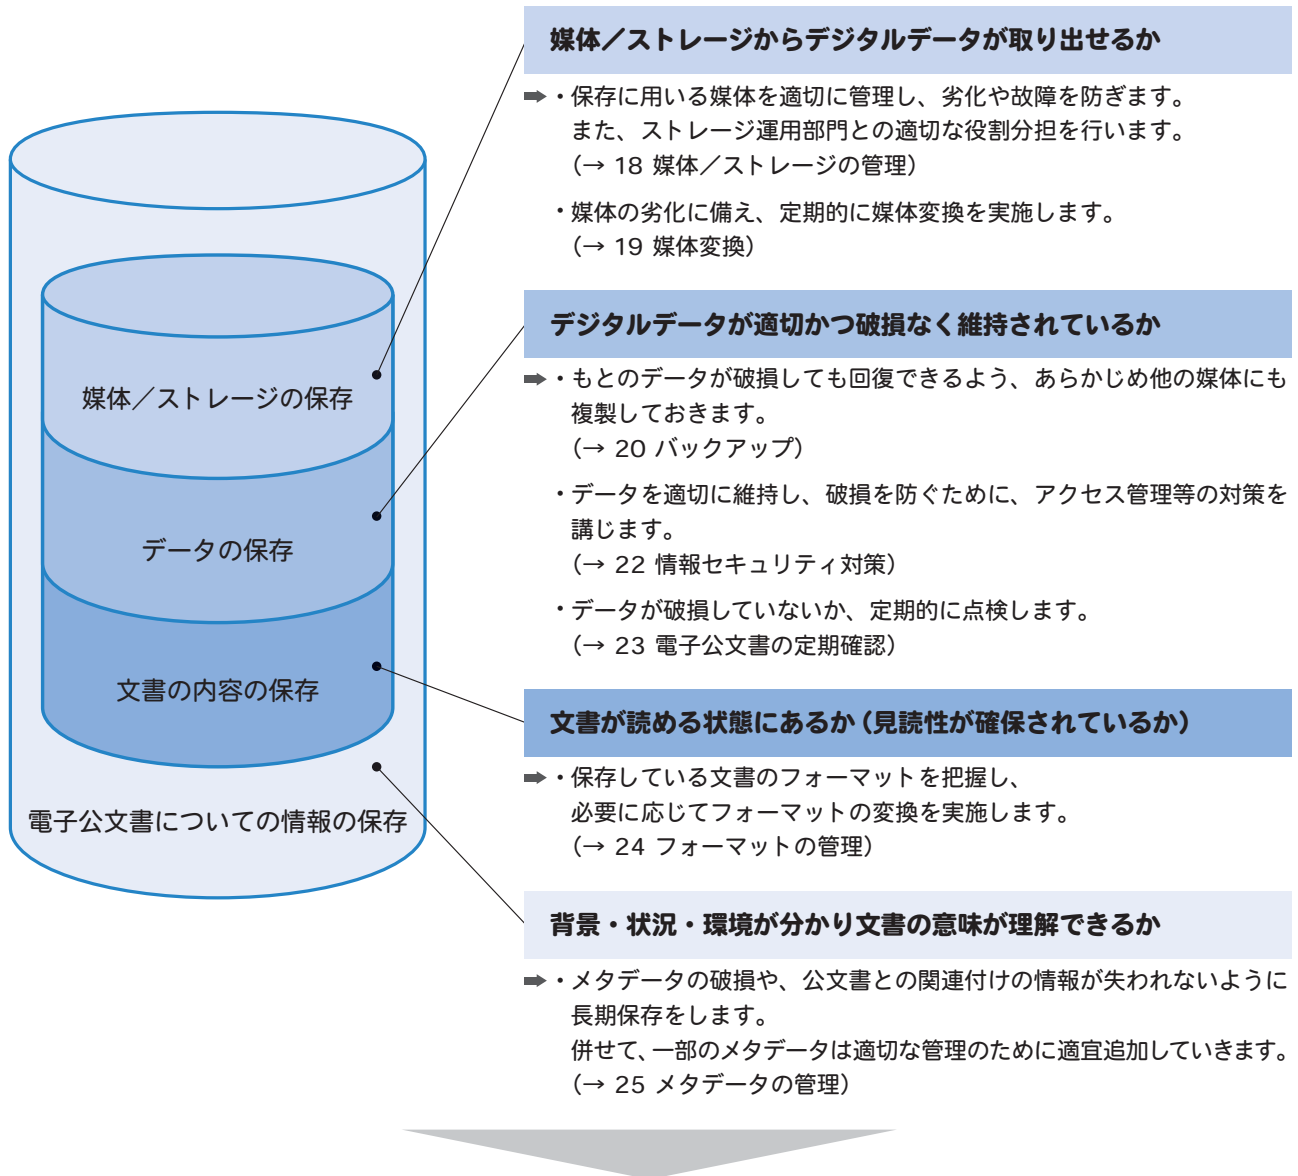 媒体／ストレージからデジタルデータが取り出せるか
➡・保存に用いる媒体を適切に管理し、劣化や故障を防ぎます。
また、ストレージ運用部門との適切な役割分担を行います。
（→ 18 媒体／ストレージの管理）
・媒体の劣化に備え、定期的に媒体変換を実施します。
（→ 19 媒体変換）
デジタルデータが適切かつ破損なく維持されているか
➡・もとのデータが破損しても回復できるよう、あらかじめ他の媒体にも
複製しておきます。
（→ 20 バックアップ）
・データを適切に維持し、破損を防ぐために、アクセス管理等の対策を
講じます。
（→ 22 情報セキュリティ対策）
・データが破損していないか、定期的に点検します。
（→ 23 電子公文書の定期確認）
文書が読める状態にあるか（見読性が確保されているか）
➡・保存している文書のフォーマットを把握し、
必要に応じてフォーマットの変換を実施します。
（→ 24 フォーマットの管理）
背景・状況・環境が分かり文書の意味が理解できるか
➡・メタデータの破損や、公文書との関連付けの情報が失われないように
長期保存をします。
併せて、一部のメタデータは適切な管理のために適宜追加していきます。
（→ 25 メタデータの管理）
媒体／ストレージの保存
データの保存
文書の内容の保存
電子公文書についての情報の保存